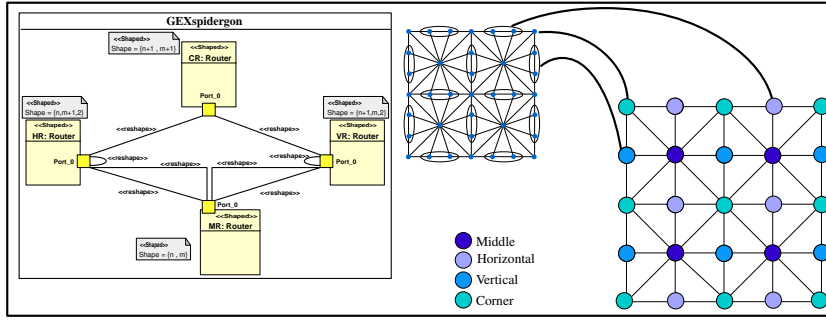 GEXspidergon
<<Shaped>>
Shape = {n+1 , m+1}
<<Shaped>>
CR: Router
Port_0
<<Shaped>>
Shape = {n,m+1,2}
<<Shaped>>
HR: Router
Port_0
<<Shaped>>
Shape = {n+1,m,2}
<<Shaped>>
VR: Router
Port_0
<<reshape>>
<<reshape>>
<<reshape>>
<<reshape>>
<<reshape>>
<<reshape>>
<<reshape>>
<<reshape>>
Port_0
<<Shaped>>
MR: Router
<<Shaped>>
Shape = {n , m}
Middle
Horizontal
Vertical
Corner